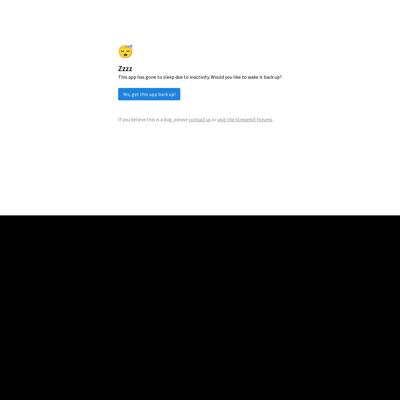 Zzzz
This app has gone to sleep due to inactivity. Would you like to wake it back up?
Yes, get this app back up!
If you believe this is a bug, please contact us or visit the Streamlit forums.